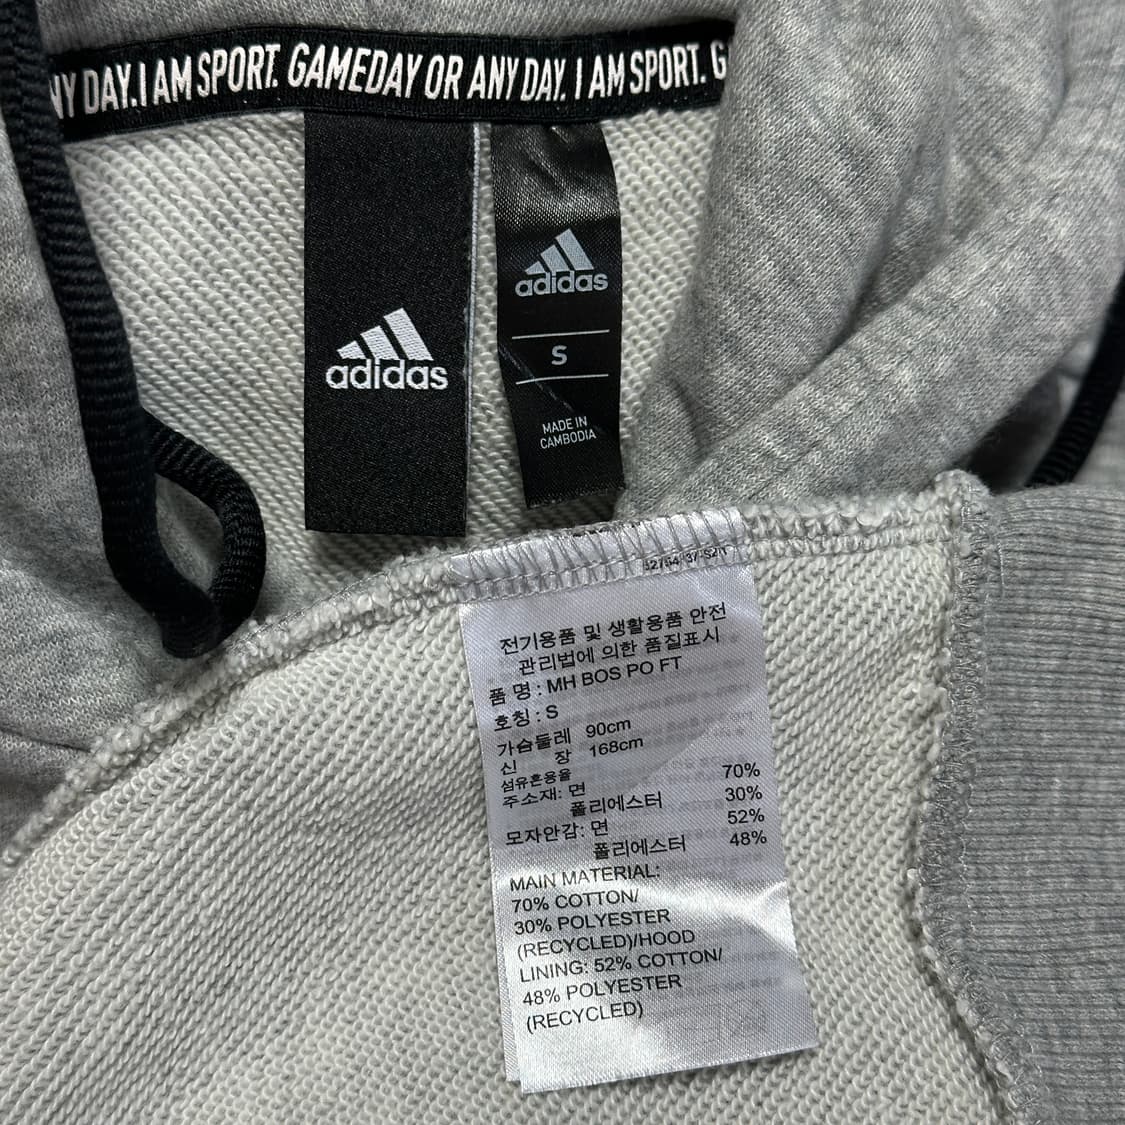 NY DAY. I AM SPORT. GAMEDAY OR ANY DAY. I AM SPORT. G
adidas
adidas
S
MADE IN
CAMBODIA
전기용품 및 생활용품 안전
관리법에 의한 품질표시
품 명 : MH BOS PO FT
호칭 : S
가슴둘레 90cm
신 장 168cm
섬유혼용율
주소재: 면 70%
폴리에스터 30%
모자안감: 면 52%
폴리에스터 48%
MAIN MATERIAL:
70% COTTON/
30% POLYESTER
(RECYCLED)/HOOD
LINING: 52% COTTON/
48% POLYESTER
(RECYCLED)